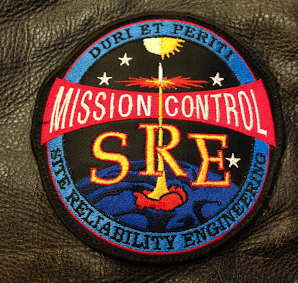 DURI ET PERITI
MISSION CONTROL
SRE
SITE RELIABILITY ENGINEERING